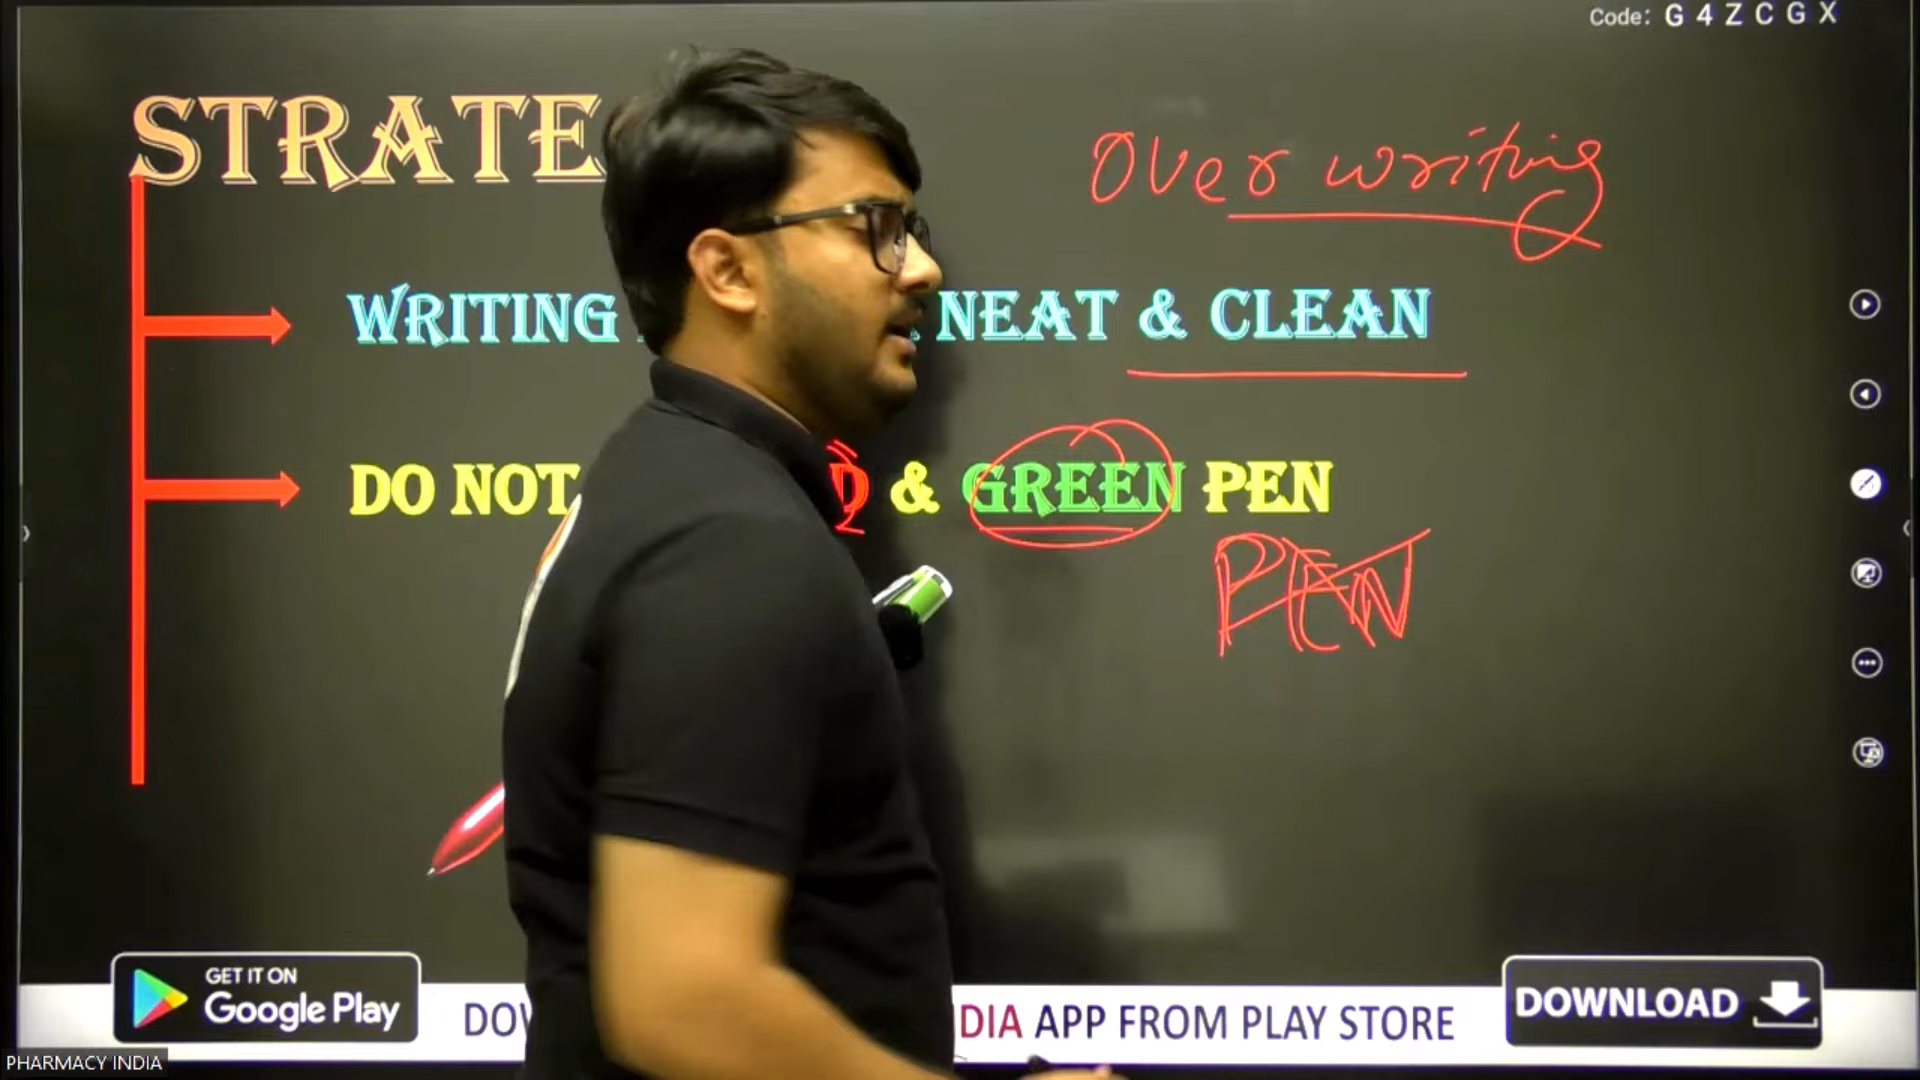 Code: G 4 Z C G X
STRATE
Over writing
WRITING NEAT & CLEAN
DO NOT D & GREEN PEN
PEN
GET IT ON
Google Play
DOW DIA APP FROM PLAY STORE
DOWNLOAD
PHARMACY INDIA